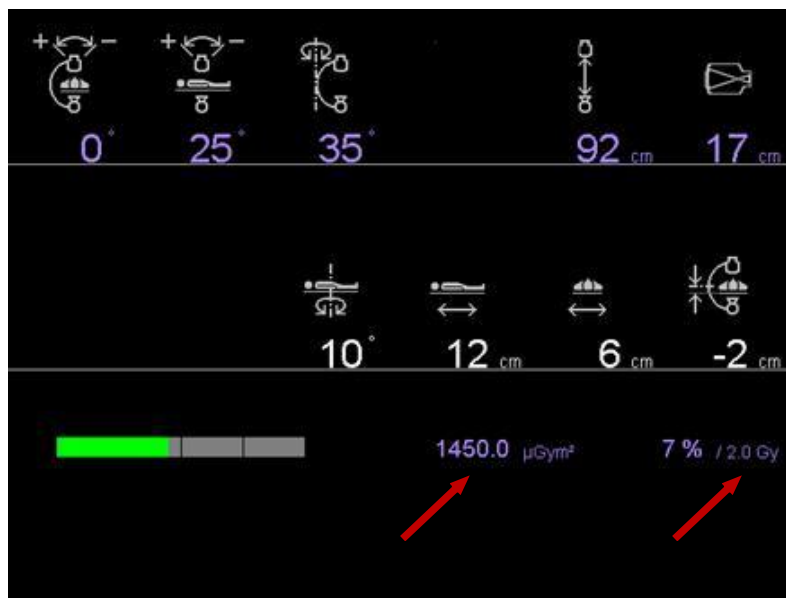 + − + −
0° 25° 35° 92 cm 17 cm
10° 12 cm 6 cm -2 cm
1450.0 µGym² 7 % / 2.0 Gy